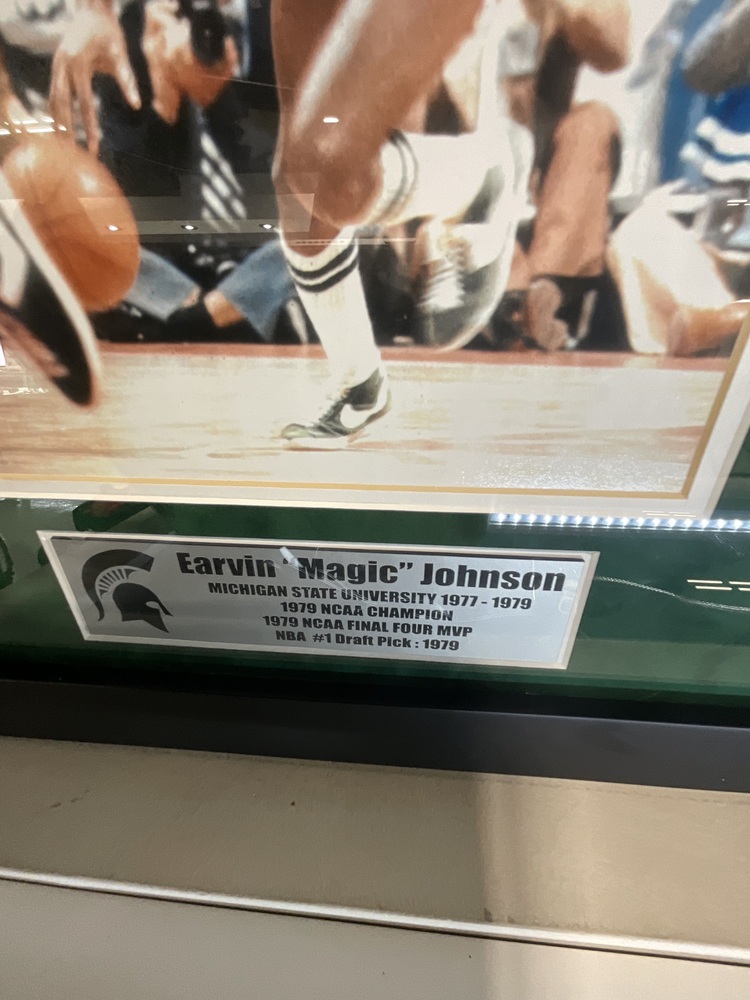 Earvin "Magic" Johnson
MICHIGAN STATE UNIVERSITY 1977 - 1979
1979 NCAA CHAMPION
1979 NCAA FINAL FOUR MVP
NBA #1 Draft Pick : 1979